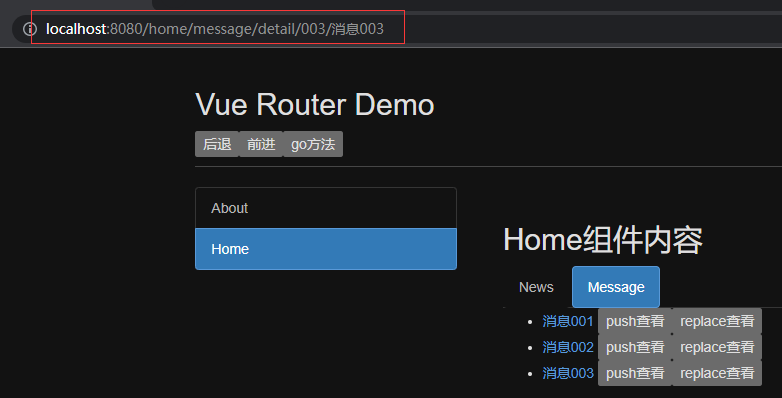 localhost:8080/home/message/detail/003/消息003
Vue Router Demo
后退 前进 go方法
About
Home
Home组件内容
News Message
消息001 push查看 replace查看
消息002 push查看 replace查看
消息003 push查看 replace查看